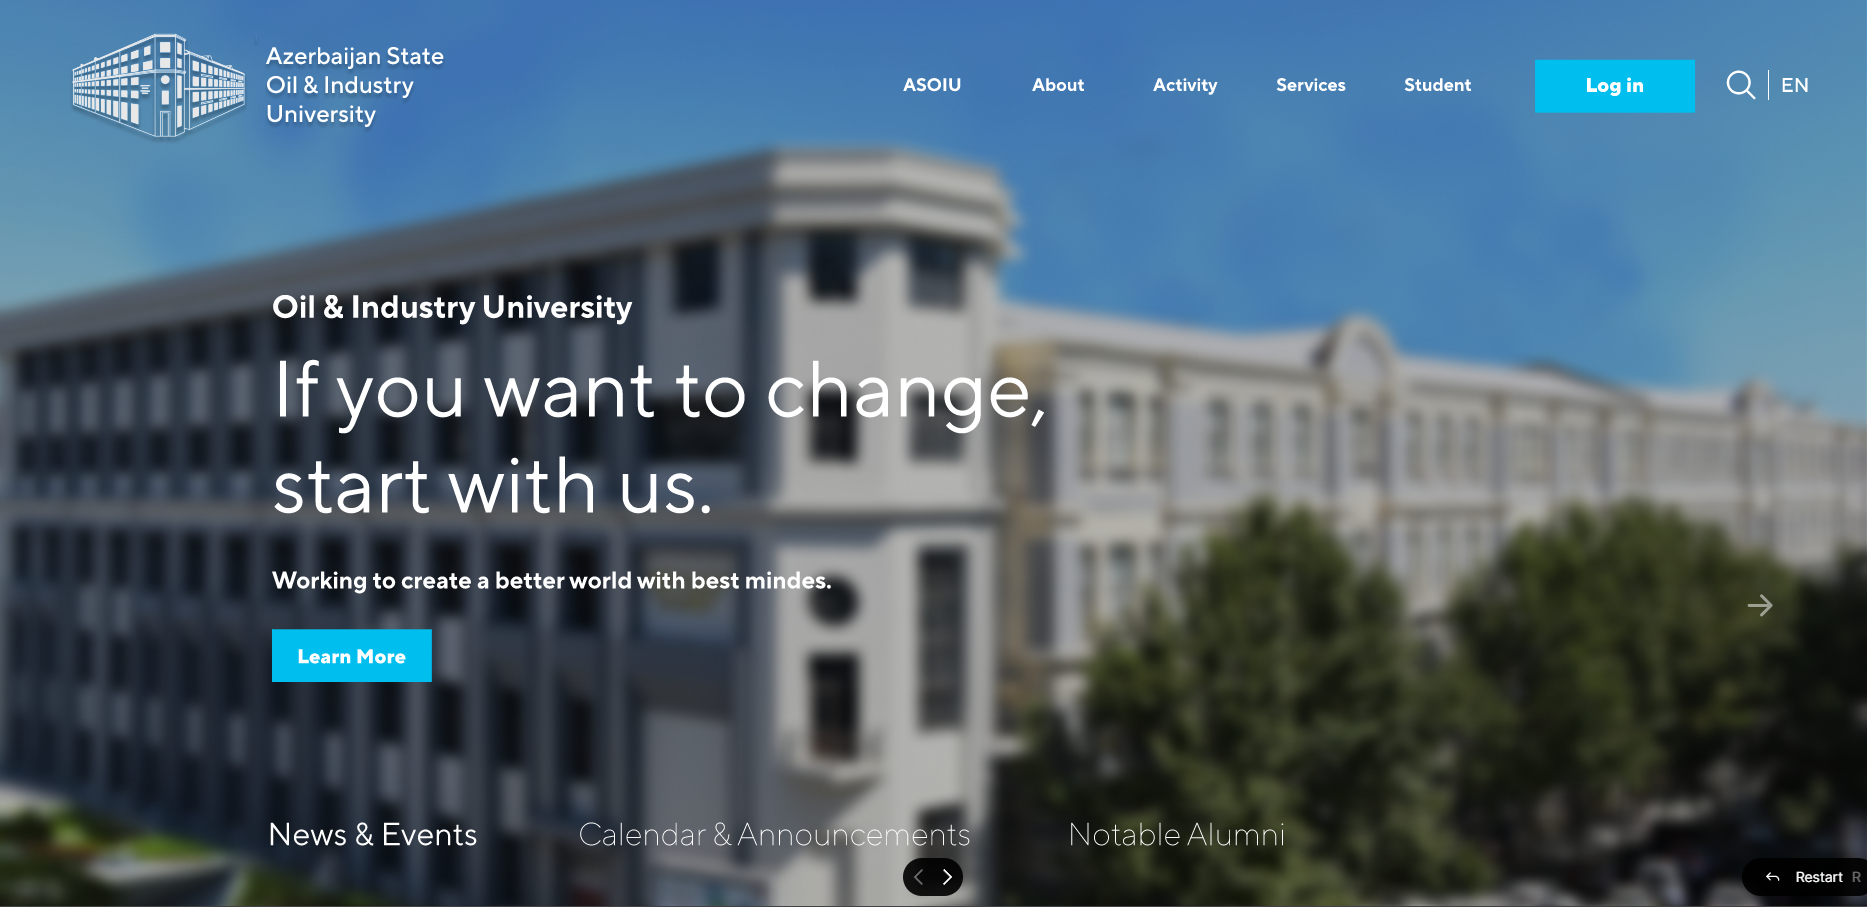 Azerbaijan State
Oil & Industry
University
ASOIU
About
Activity
Services
Student
Log in
EN
Oil & Industry University
If you want to change,
start with us.
Working to create a better world with best mindes.
Learn More
News & Events
Calendar & Announcements
Notable Alumni
Restart R